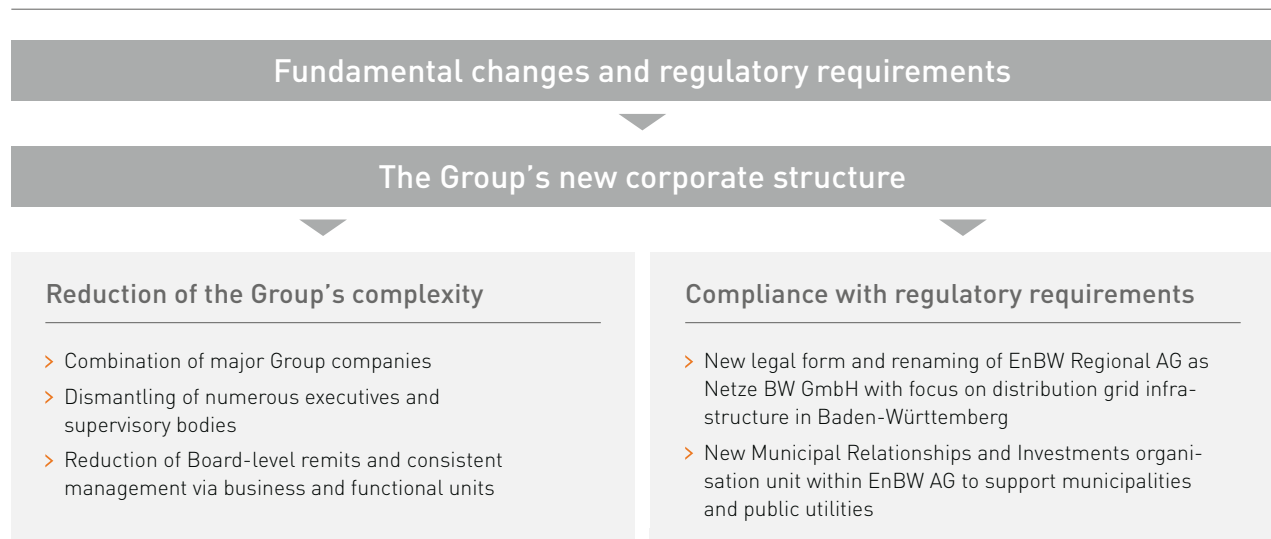 Fundamental changes and regulatory requirements
The Group’s new corporate structure
Reduction of the Group’s complexity
> Combination of major Group companies
> Dismantling of numerous executives and
supervisory bodies
> Reduction of Board-level remits and consistent
management via business and functional units
Compliance with regulatory requirements
> New legal form and renaming of EnBW Regional AG as
Netze BW GmbH with focus on distribution grid infra-
structure in Baden-Württemberg
> New Municipal Relationships and Investments organi-
sation unit within EnBW AG to support municipalities
and public utilities